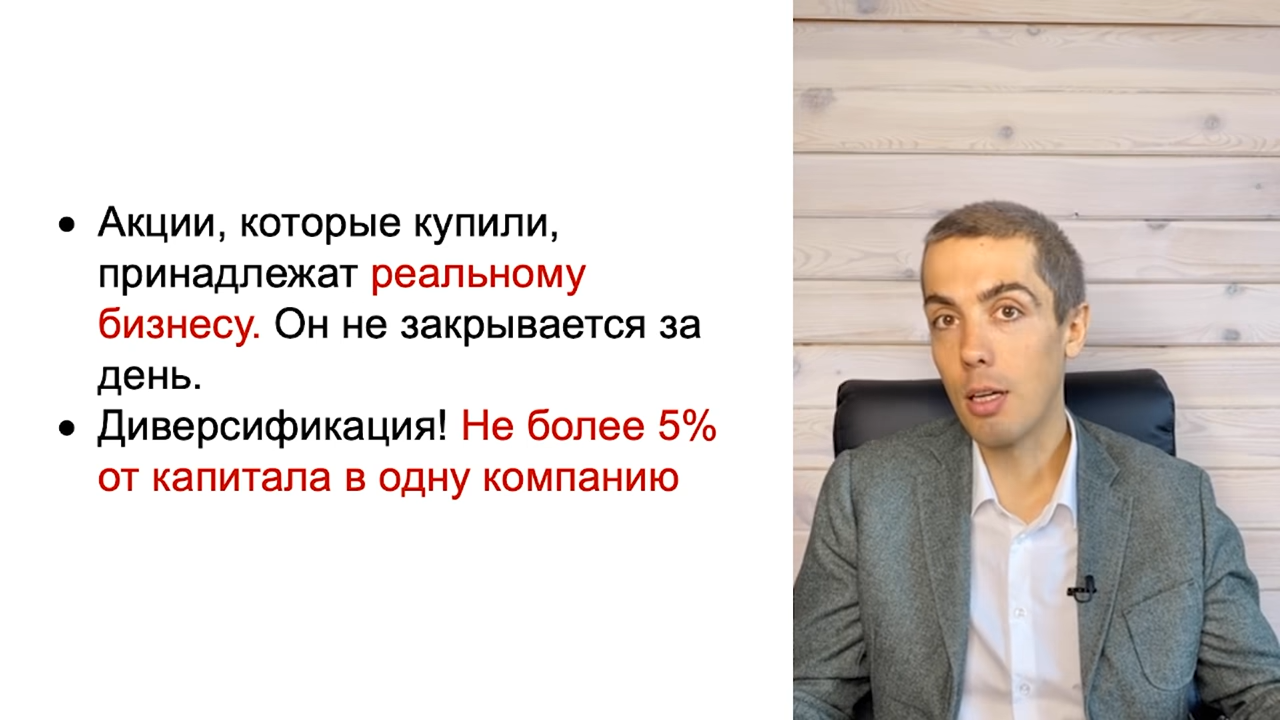 • Акции, которые купили,
принадлежат реальному
бизнесу. Он не закрывается за
день.
• Диверсификация! Не более 5%
от капитала в одну компанию